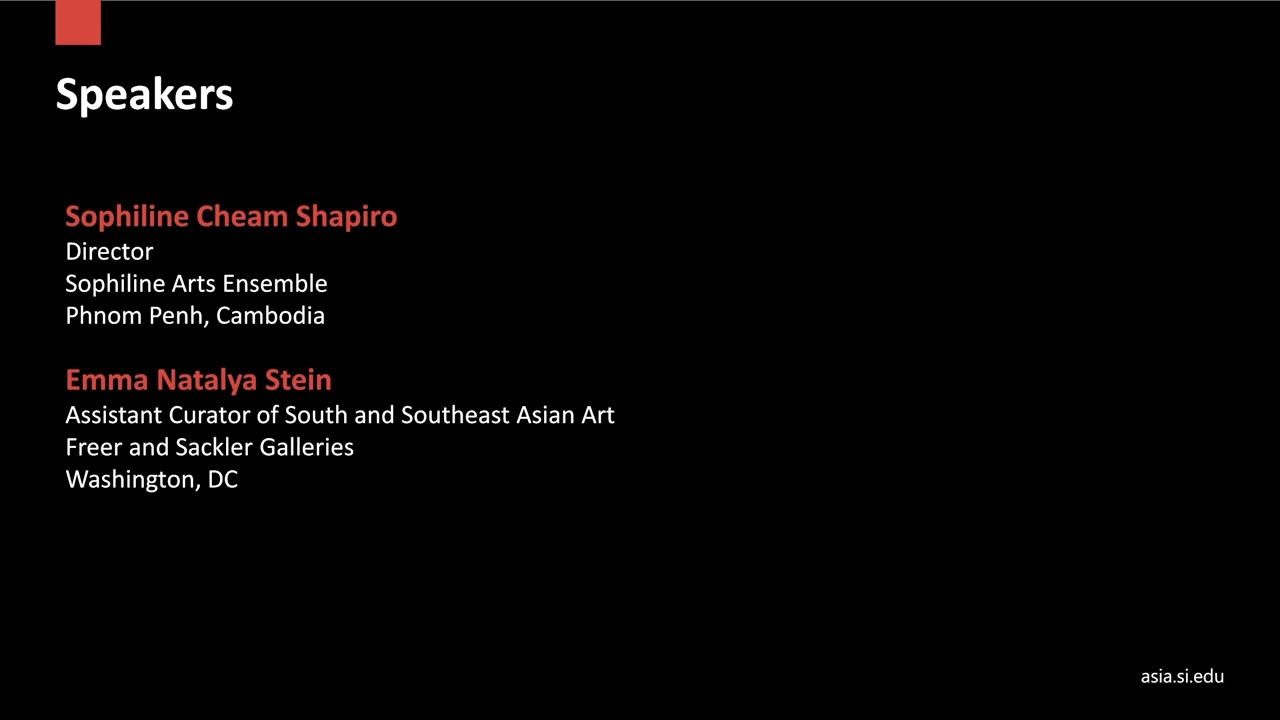 Speakers
Sophiline Cheam Shapiro
Director
Sophiline Arts Ensemble
Phnom Penh, Cambodia
Emma Natalya Stein
Assistant Curator of South and Southeast Asian Art
Freer and Sackler Galleries
Washington, DC
asia.si.edu